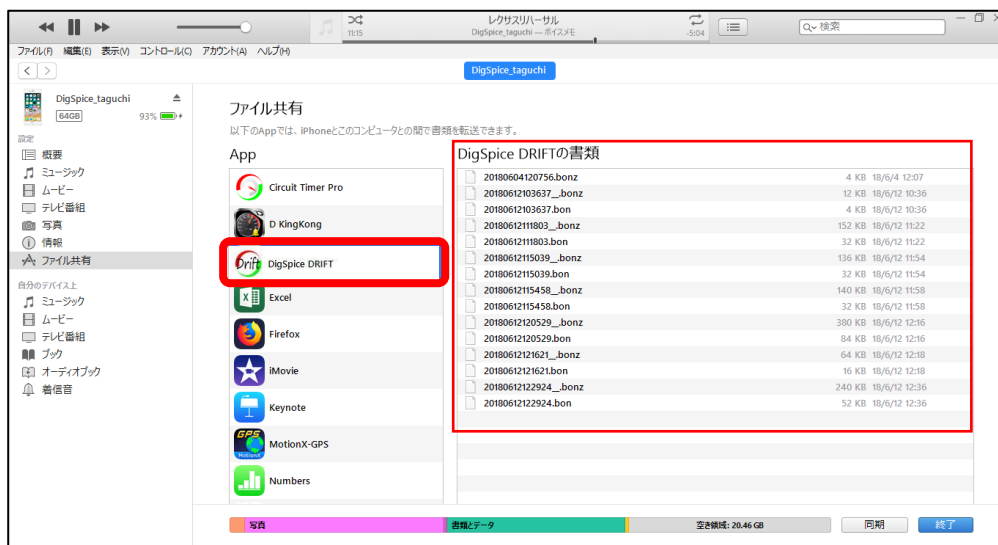 レクサスリハーサル
11:15
DigSpice_taguchi — ボイスメモ
-5:04
検索
ファイル(F) 編集(E) 表示(V) コントロール(C) アカウント(A) ヘルプ(H)
DigSpice_taguchi
DigSpice_taguchi
64GB 93%
設定
概要
ミュージック
ムービー
テレビ番組
写真
情報
ファイル共有
自分のデバイス上
ミュージック
ムービー
テレビ番組
ブック
オーディオブック
着信音
ファイル共有
以下のAppでは、iPhoneとこのコンピュータとの間で書類を転送できます。
App
Circuit Timer Pro
D KingKong
Drift DigSpice DRIFT
Excel
Firefox
iMovie
Keynote
GPS MotionX MotionX-GPS
Numbers
DigSpice DRIFTの書類
20180604120756.bonz 4 KB 18/6/4 12:07
20180612103637_.bonz 12 KB 18/6/12 10:36
20180612103637.bon 4 KB 18/6/12 10:36
20180612111803_.bonz 152 KB 18/6/12 11:22
20180612111803.bon 32 KB 18/6/12 11:22
20180612115039_.bonz 136 KB 18/6/12 11:54
20180612115039.bon 32 KB 18/6/12 11:54
20180612115458_.bonz 140 KB 18/6/12 11:58
20180612115458.bon 32 KB 18/6/12 11:58
20180612120529_.bonz 380 KB 18/6/12 12:16
20180612120529.bon 84 KB 18/6/12 12:16
20180612121621_.bonz 64 KB 18/6/12 12:18
20180612121621.bon 16 KB 18/6/12 12:18
20180612122924_.bonz 240 KB 18/6/12 12:36
20180612122924.bon 52 KB 18/6/12 12:36
写真 書類とデータ 空き領域: 20.46 GB 同期 終了